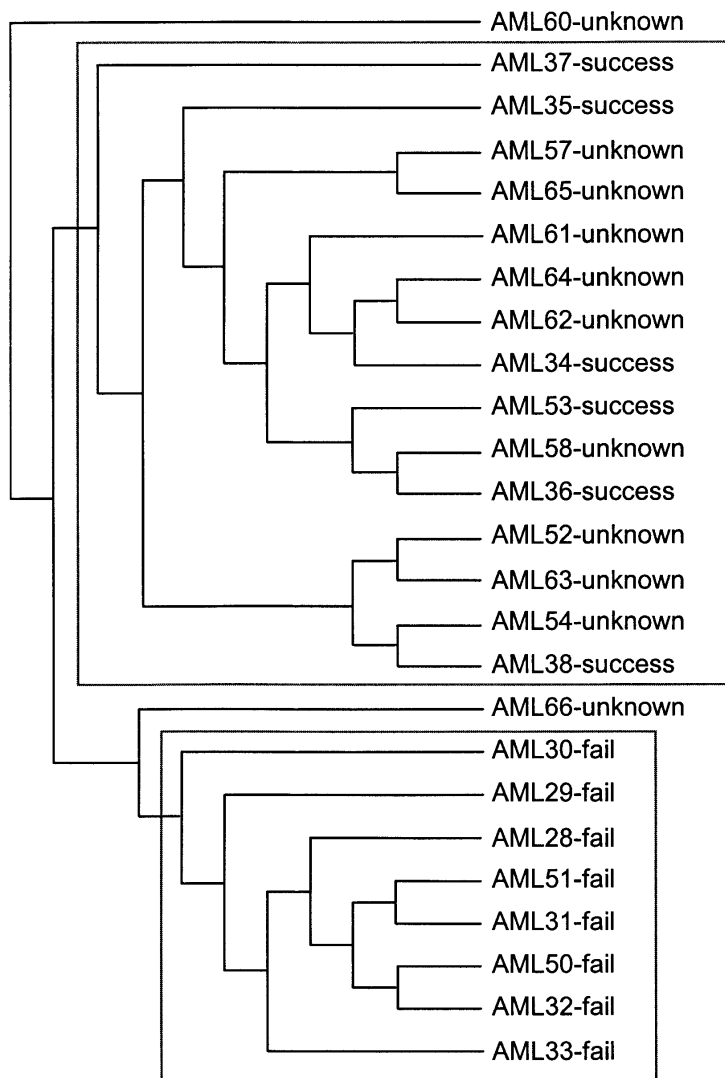 AML60-unknown
AML37-success
AML35-success
AML57-unknown
AML65-unknown
AML61-unknown
AML64-unknown
AML62-unknown
AML34-success
AML53-success
AML58-unknown
AML36-success
AML52-unknown
AML63-unknown
AML54-unknown
AML38-success
AML66-unknown
AML30-fail
AML29-fail
AML28-fail
AML51-fail
AML31-fail
AML50-fail
AML32-fail
AML33-fail